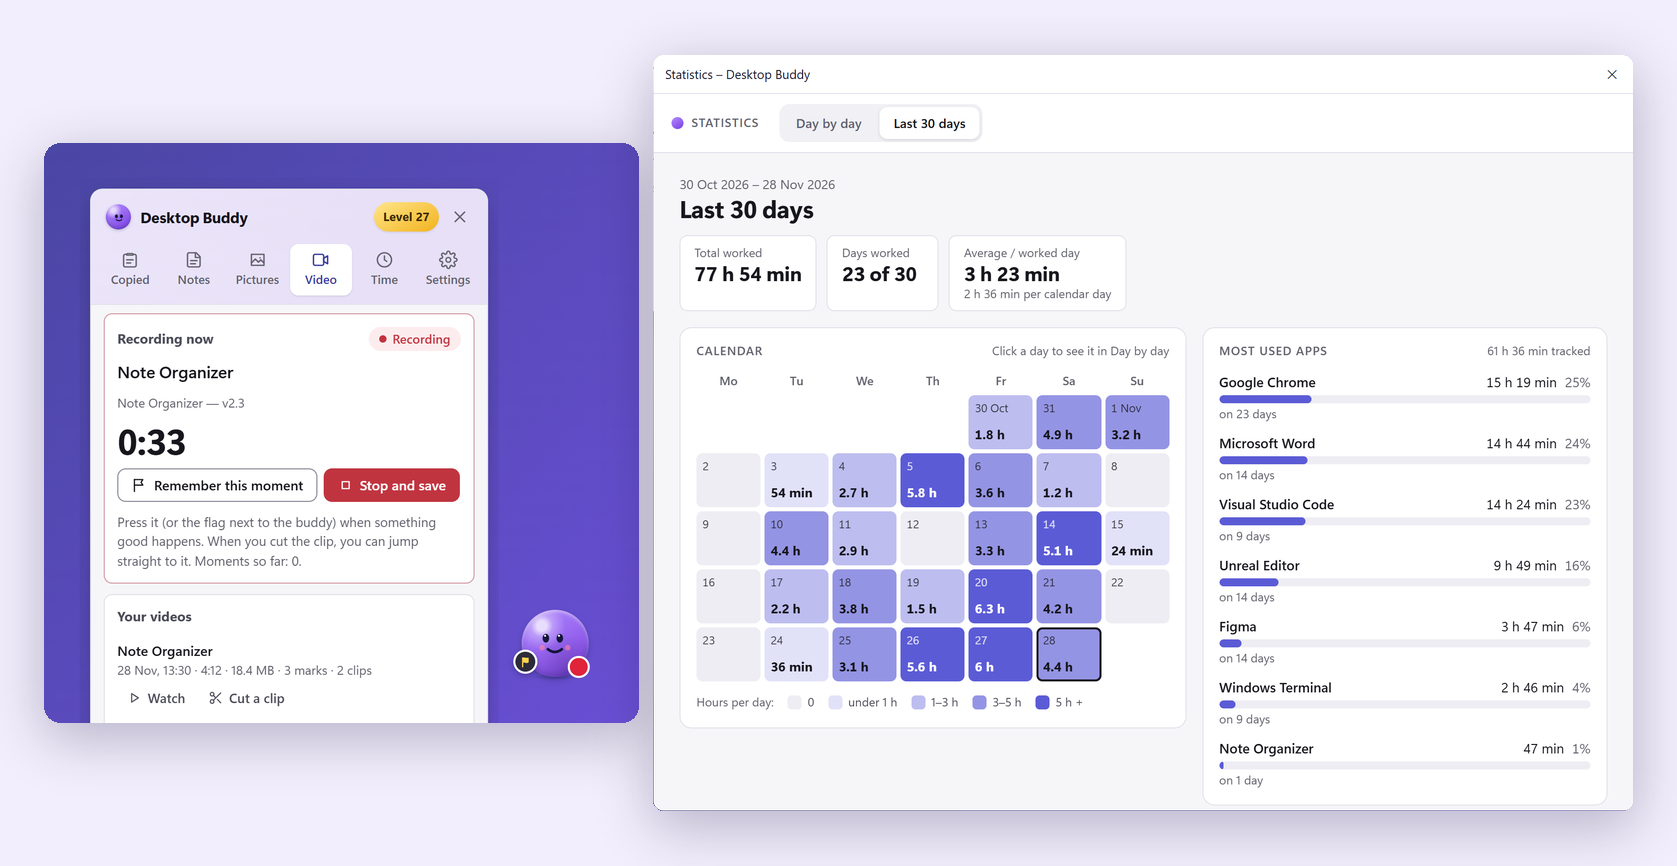 Desktop Buddy
Level 27
Copied
Notes
Pictures
Video
Time
Settings
Recording now
Recording
Note Organizer
Note Organizer — v2.3
0:33
Remember this moment
Stop and save
Press it (or the flag next to the buddy) when something
good happens. When you cut the clip, you can jump
straight to it. Moments so far: 0.
Your videos
Note Organizer
28 Nov, 13:30 · 4:12 · 18.4 MB · 3 marks · 2 clips
Watch
Cut a clip
Statistics – Desktop Buddy
STATISTICS
Day by day
Last 30 days
30 Oct 2026 – 28 Nov 2026
Last 30 days
Total worked
77 h 54 min
Days worked
23 of 30
Average / worked day
3 h 23 min
2 h 36 min per calendar day
CALENDAR
Click a day to see it in Day by day
Mo Tu We Th Fr Sa Su
30 Oct 31 1 Nov
1.8 h 4.9 h 3.2 h
2 3 4 5 6 7 8
54 min 2.7 h 5.8 h 3.6 h 1.2 h
9 10 11 12 13 14 15
4.4 h 2.9 h 3.3 h 5.1 h 24 min
16 17 18 19 20 21 22
2.2 h 3.8 h 1.5 h 6.3 h 4.2 h
23 24 25 26 27 28
36 min 3.1 h 5.6 h 6 h 4.4 h
Hours per day: 0 under 1 h 1–3 h 3–5 h 5 h +
MOST USED APPS
61 h 36 min tracked
Google Chrome 15 h 19 min 25%
on 23 days
Microsoft Word 14 h 44 min 24%
on 14 days
Visual Studio Code 14 h 24 min 23%
on 9 days
Unreal Editor 9 h 49 min 16%
on 14 days
Figma 3 h 47 min 6%
on 14 days
Windows Terminal 2 h 46 min 4%
on 9 days
Note Organizer 47 min 1%
on 1 day